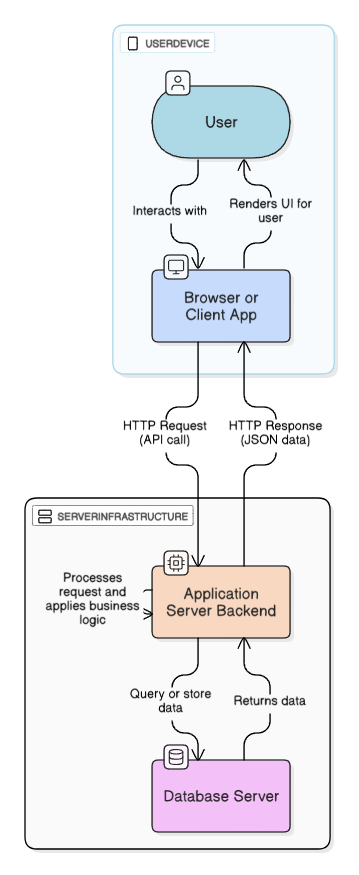 USERDEVICE
User
Interacts with
Renders UI for
user
Browser or
Client App
HTTP Request
(API call)
HTTP Response
(JSON data)
SERVERINFRASTRUCTURE
Processes
request and
applies business
logic
Application
Server Backend
Query or store
data
Returns data
Database Server